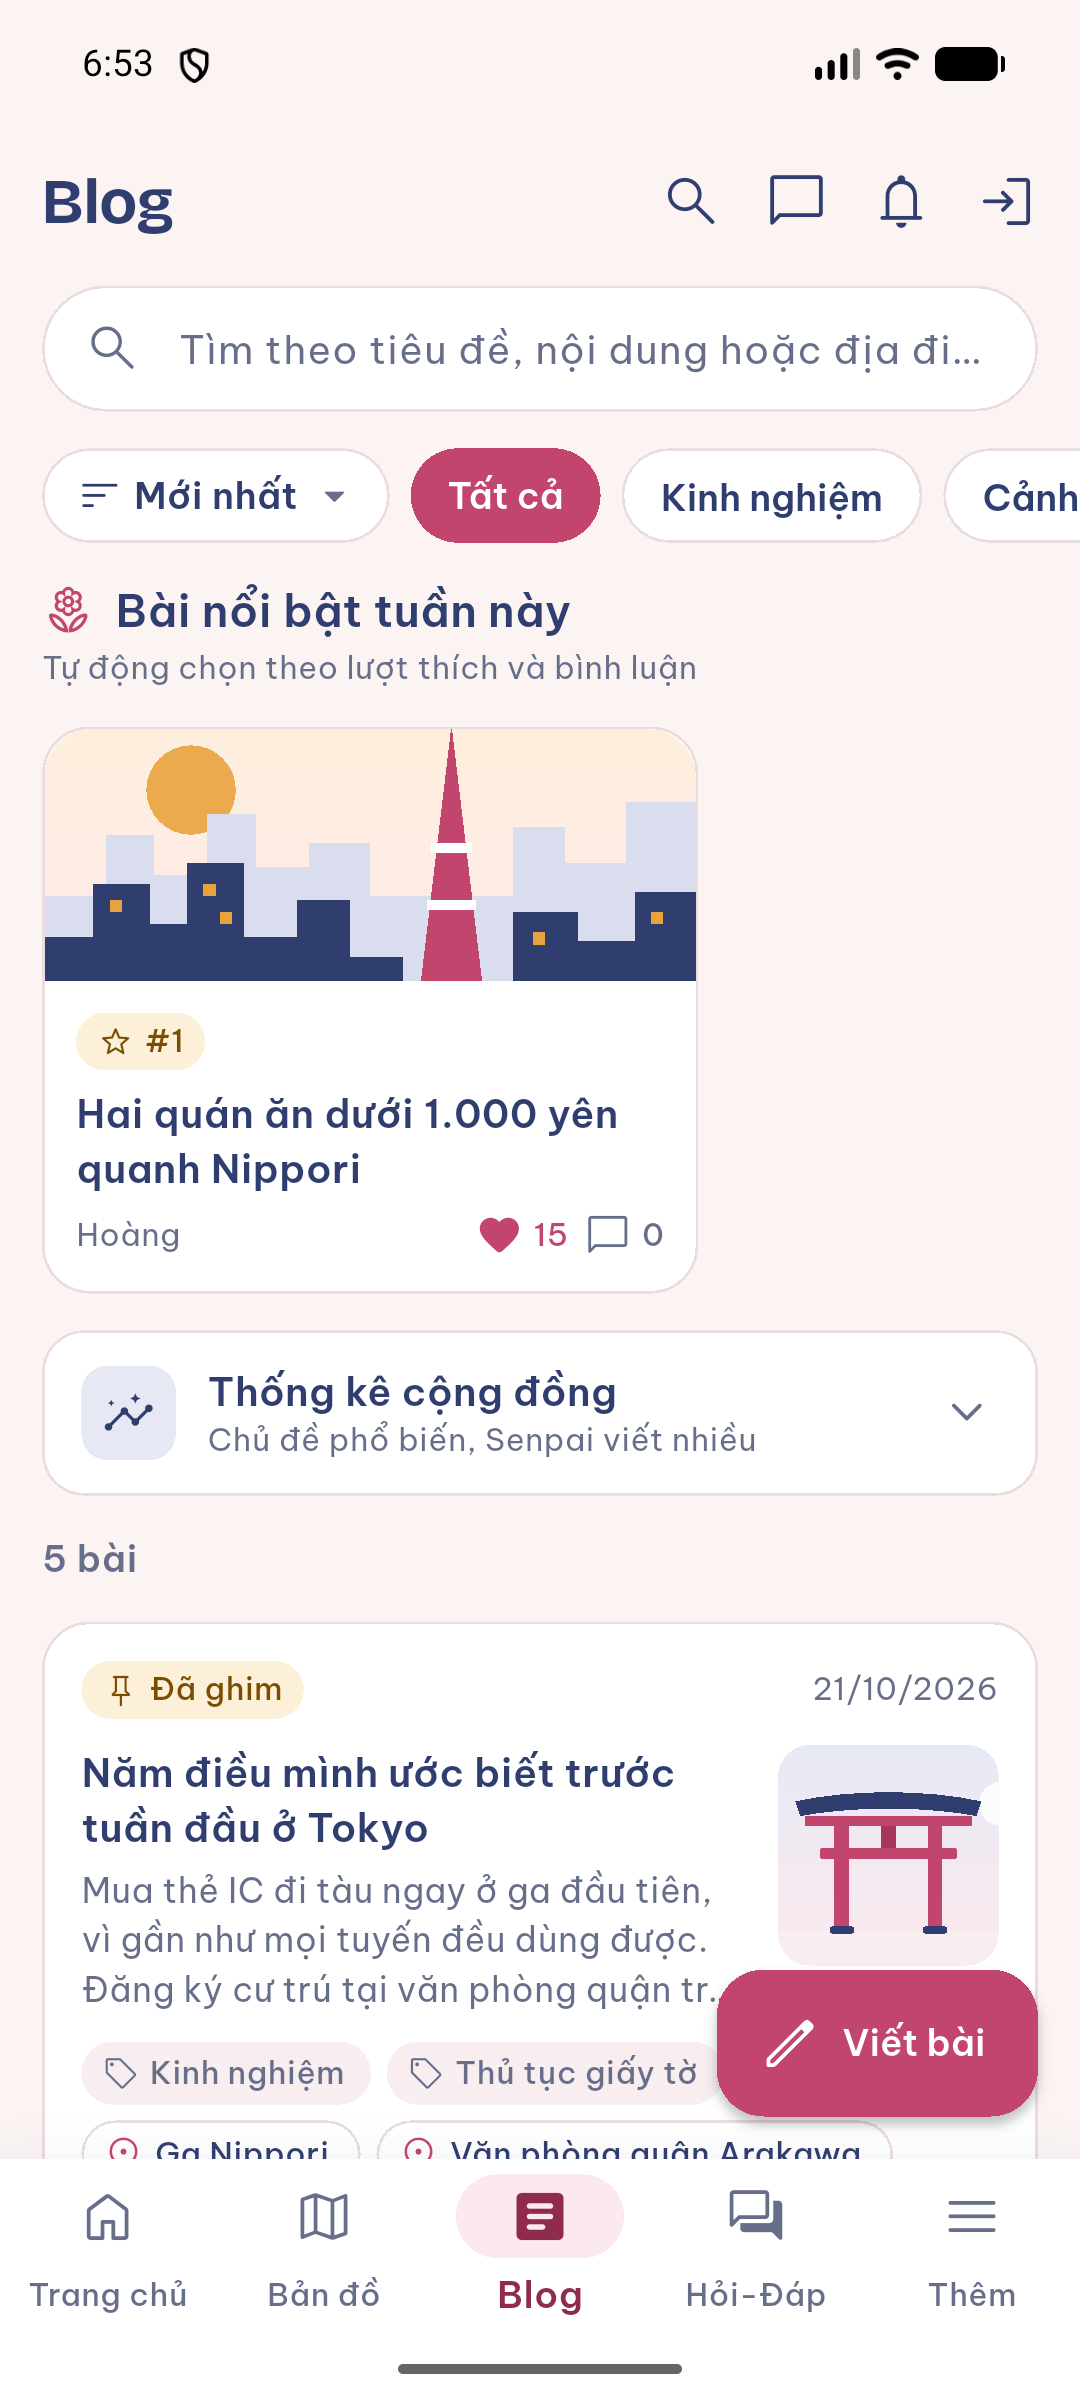 6:53
Blog
Tìm theo tiêu đề, nội dung hoặc địa đi...
Mới nhất
Tất cả
Kinh nghiệm
Cảnh
Bài nổi bật tuần này
Tự động chọn theo lượt thích và bình luận
#1
Hai quán ăn dưới 1.000 yên
quanh Nippori
Hoàng
15
0
Thống kê cộng đồng
Chủ đề phổ biến, Senpai viết nhiều
5 bài
Đã ghim
21/10/2026
Năm điều mình ước biết trước
tuần đầu ở Tokyo
Mua thẻ IC đi tàu ngay ở ga đầu tiên,
vì gần như mọi tuyến đều dùng được.
Đăng ký cư trú tại văn phòng quận tr...
Viết bài
Kinh nghiệm
Thủ tục giấy tờ
Ga Nippori
Văn phòng quận Arakawa
Trang chủ
Bản đồ
Blog
Hỏi-Đáp
Thêm